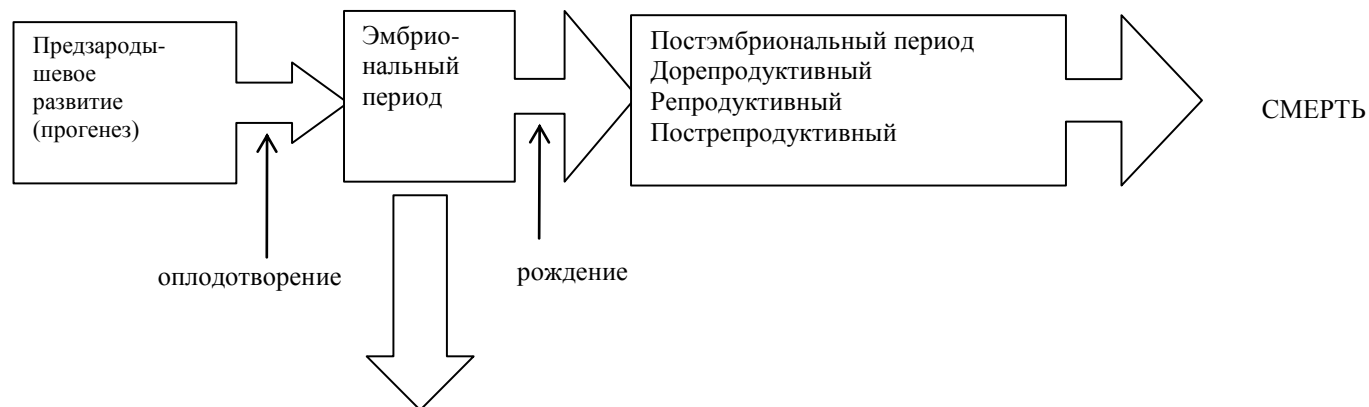 Предзароды-
шевое
развитие
(прогенез)
Эмбрио-
нальный
период
Постэмбриональный период
Дорепродуктивный
Репродуктивный
Пострепродуктивный
СМЕРТЬ
оплодотворение
рождение